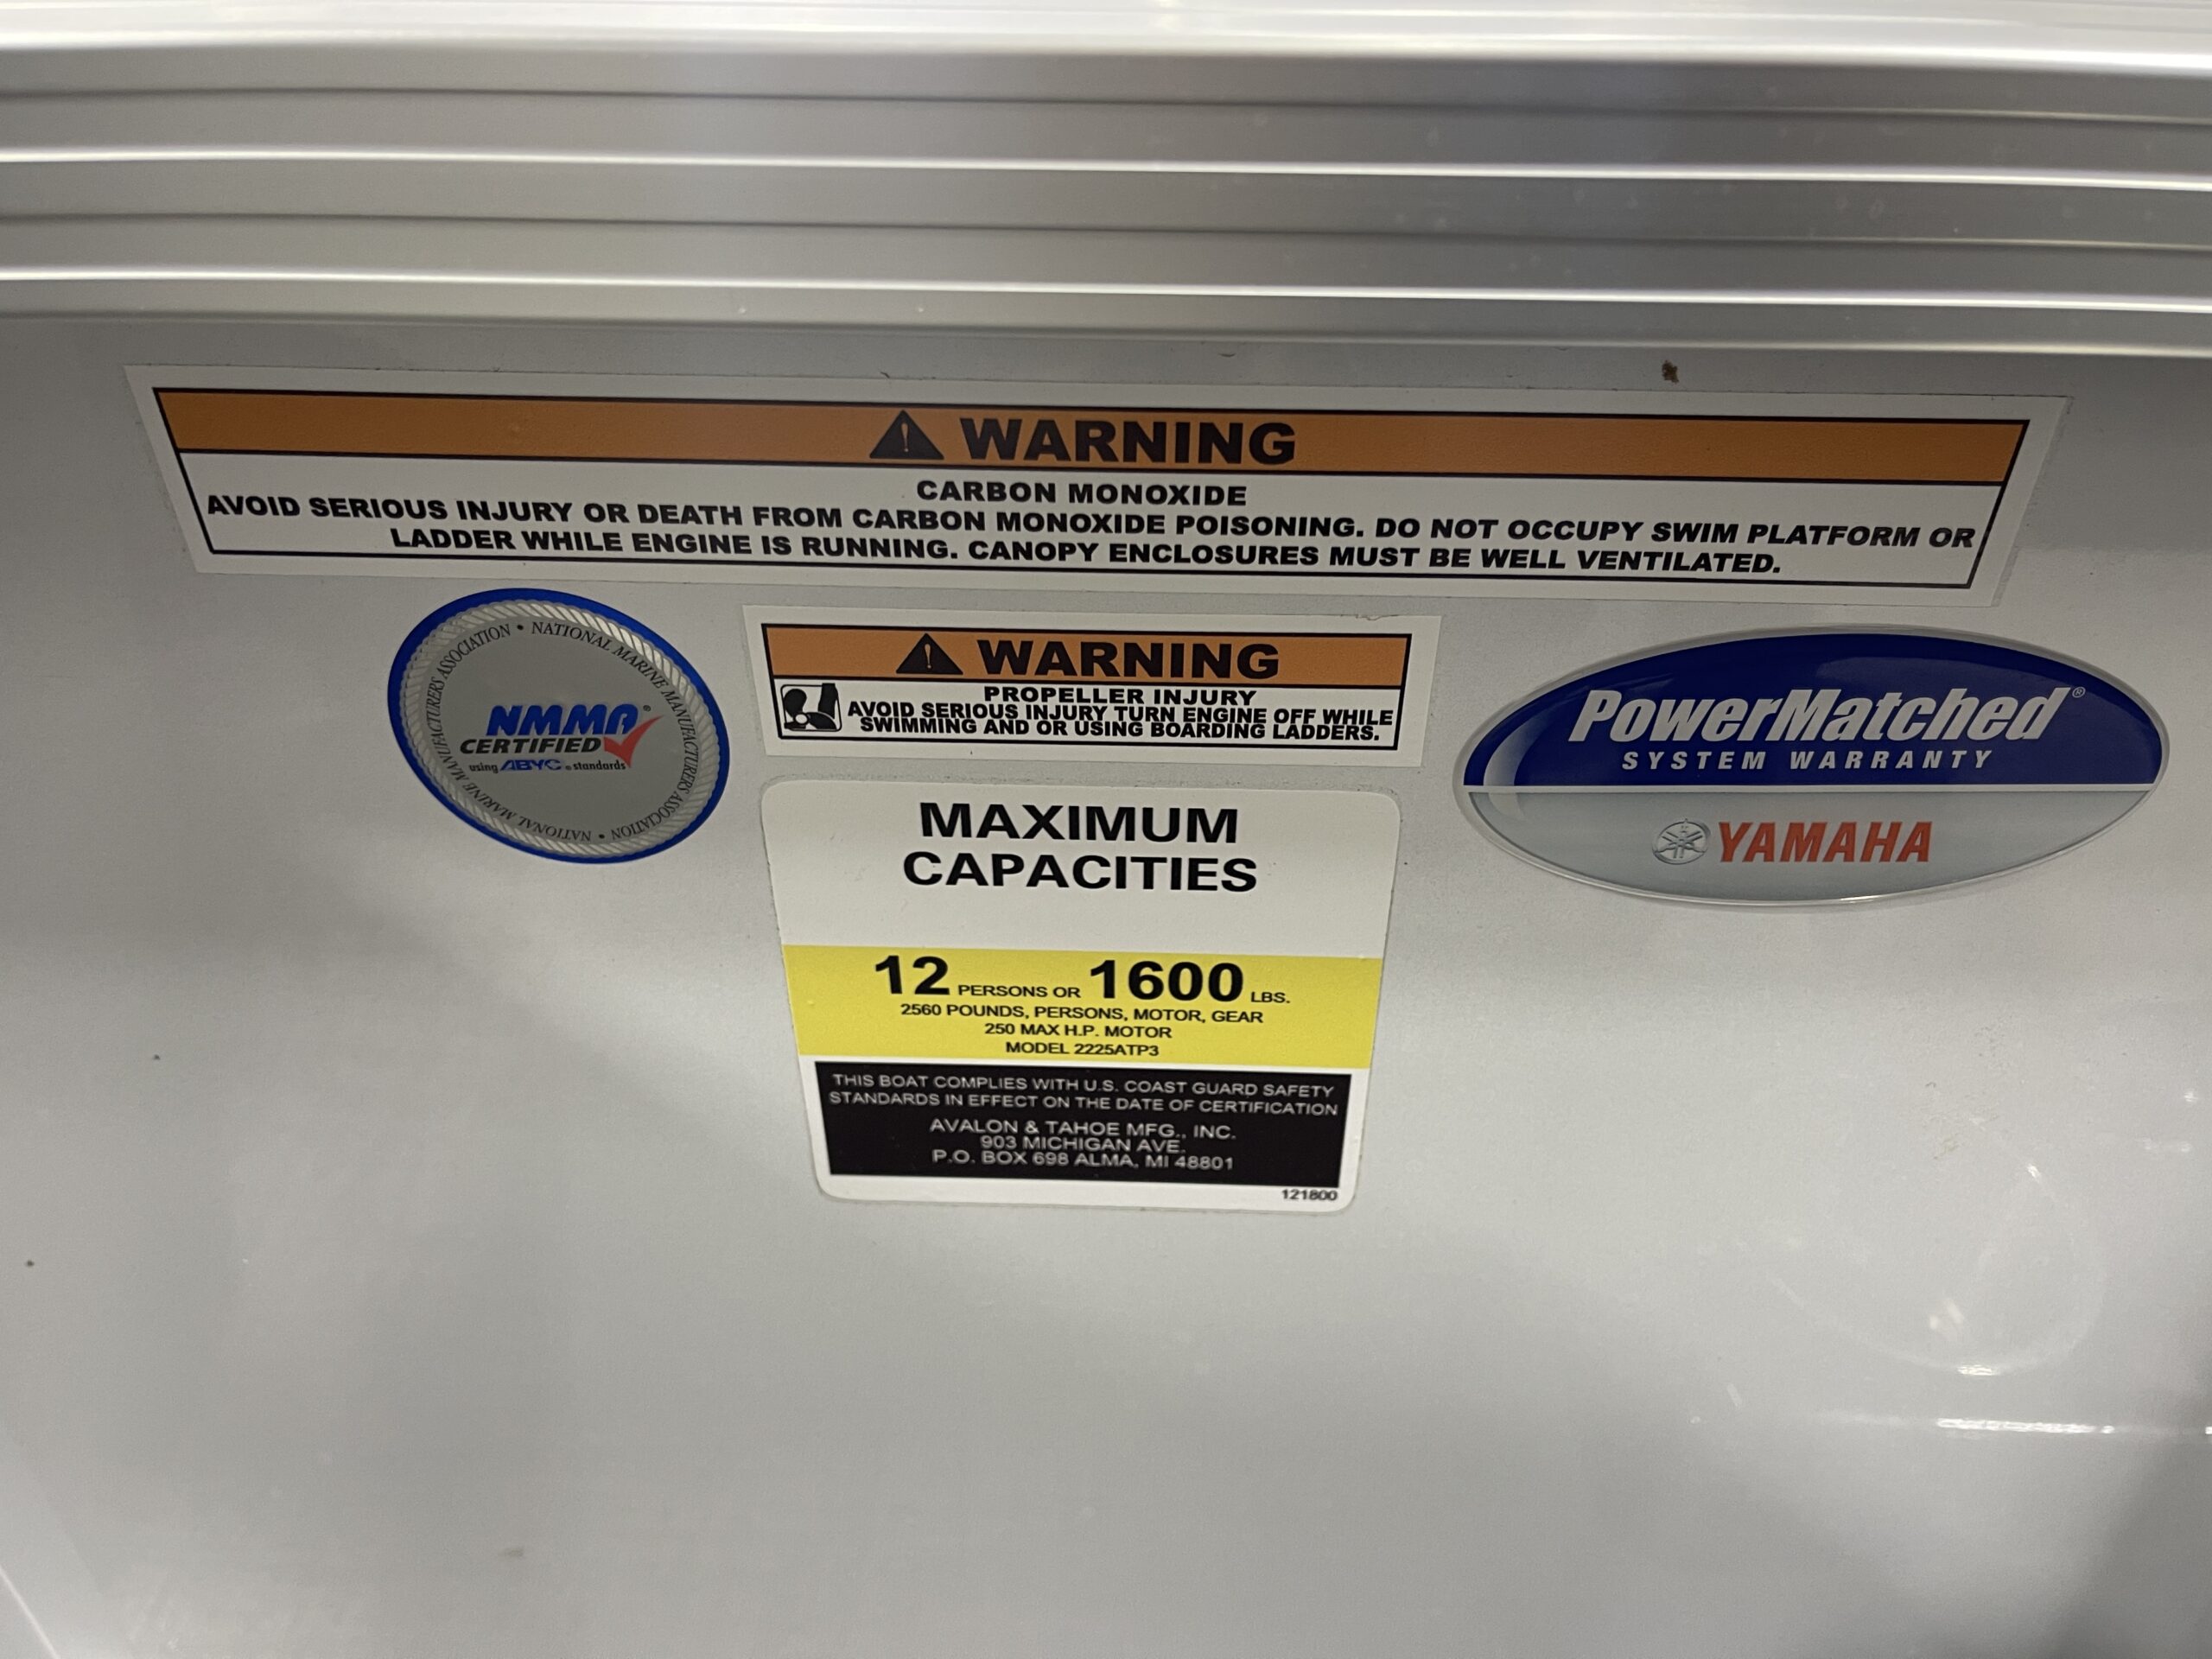 WARNING
CARBON MONOXIDE
AVOID SERIOUS INJURY OR DEATH FROM CARBON MONOXIDE POISONING. DO NOT OCCUPY SWIM PLATFORM OR
LADDER WHILE ENGINE IS RUNNING. CANOPY ENCLOSURES MUST BE WELL VENTILATED.
NATIONAL MARINE MANUFACTURERS ASSOCIATION • NATIONAL MARINE MANUFACTURERS ASSOCIATION •
NMMA®
CERTIFIED
using ABYC® standards
WARNING
PROPELLER INJURY
AVOID SERIOUS INJURY TURN ENGINE OFF WHILE
SWIMMING AND OR USING BOARDING LADDERS.
PowerMatched®
SYSTEM WARRANTY
YAMAHA
MAXIMUM
CAPACITIES
12 PERSONS OR 1600 LBS.
2560 POUNDS, PERSONS, MOTOR, GEAR
250 MAX H.P. MOTOR
MODEL 2225ATP3
THIS BOAT COMPLIES WITH U.S. COAST GUARD SAFETY
STANDARDS IN EFFECT ON THE DATE OF CERTIFICATION
AVALON & TAHOE MFG., INC.
903 MICHIGAN AVE.
P.O. BOX 698 ALMA, MI 48801
121800